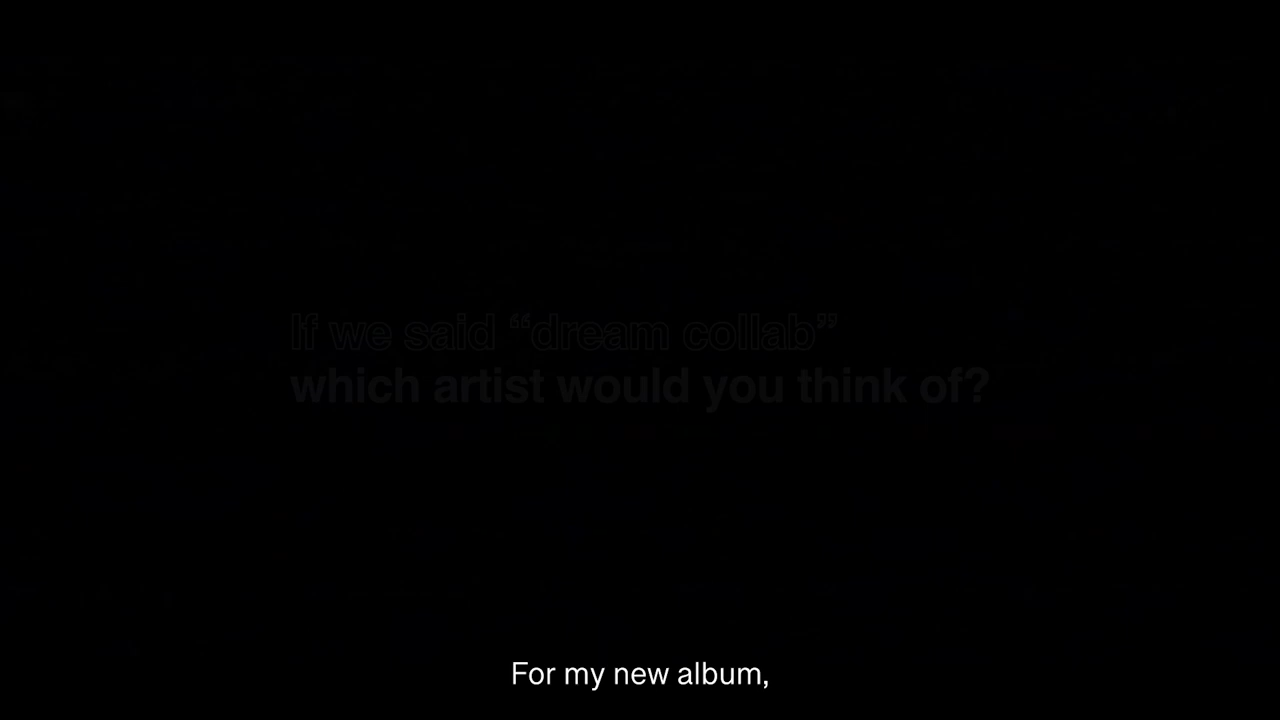 If we said “dream collab”
which artist would you think of?
For my new album,